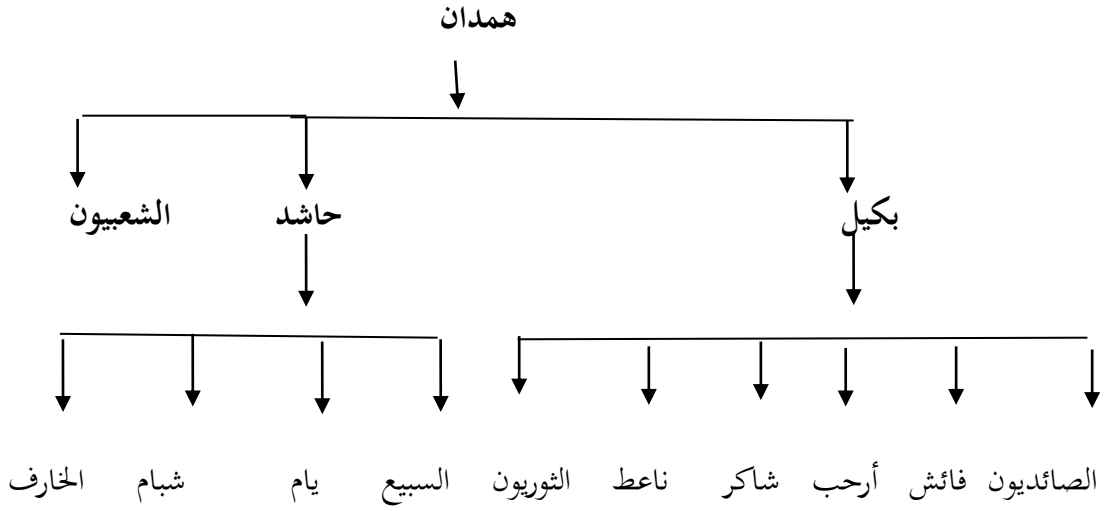 همدان
بكيل حاشد الشعبيون
الصائديون فائش أرحب شاكر ناعط الثوريون السبيع يام شبام الخارف